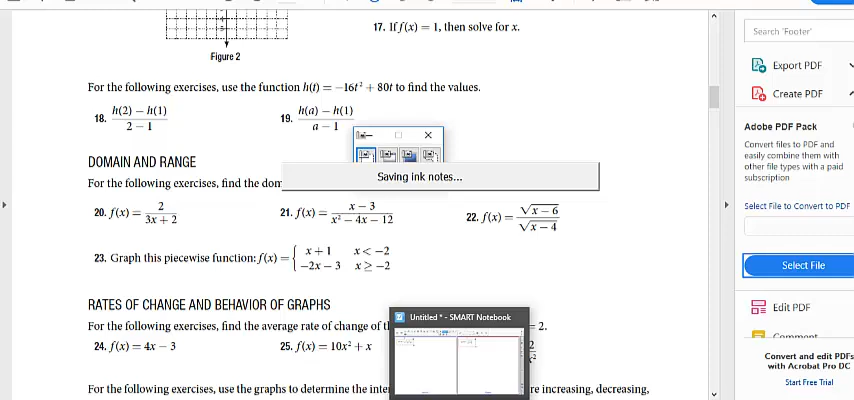 17. If f(x) = 1, then solve for x.
Figure 2
For the following exercises, use the function h(t) = −16t² + 80t to find the values.
18. h(2) − h(1) / 2 − 1
19. h(a) − h(1) / a − 1
Saving ink notes...
DOMAIN AND RANGE
For the following exercises, find the
20. f(x) = 2 / 3x + 2
21. f(x) = x − 3 / x² − 4x − 12
22. f(x) = √x − 6 / √x − 4
23. Graph this piecewise function: f(x) = { x + 1 x < −2
−2x − 3 x ≥ −2
RATES OF CHANGE AND BEHAVIOR OF GRAPHS
For the following exercises, find the average rate of change of = 2.
24. f(x) = 4x − 3
25. f(x) = 10x² + x
For the following exercises, use the graphs to determine the increasing, decreasing,
Untitled * - SMART Notebook
Search 'Footer'
Export PDF
Create PDF
Adobe PDF Pack
Convert files to PDF and
easily combine them with
other file types with a paid
subscription
Select File to Convert to PDF
Select File
Edit PDF
Comment
Convert and edit PDFs
with Acrobat Pro DC
Start Free Trial